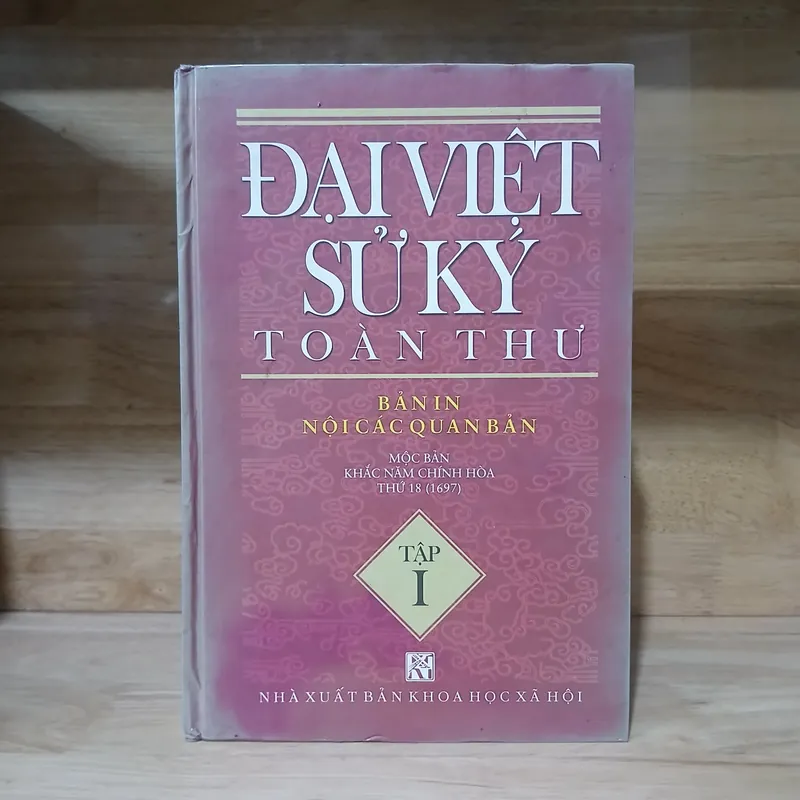 ĐẠI VIỆT
SỬ KÝ
TOÀN THƯ
BẢN IN
NỘI CÁC QUAN BẢN
MỘC BẢN
KHẮC NĂM CHÍNH HÒA
THỨ 18 (1697)
TẬP
I
NHÀ XUẤT BẢN KHOA HỌC XÃ HỘI